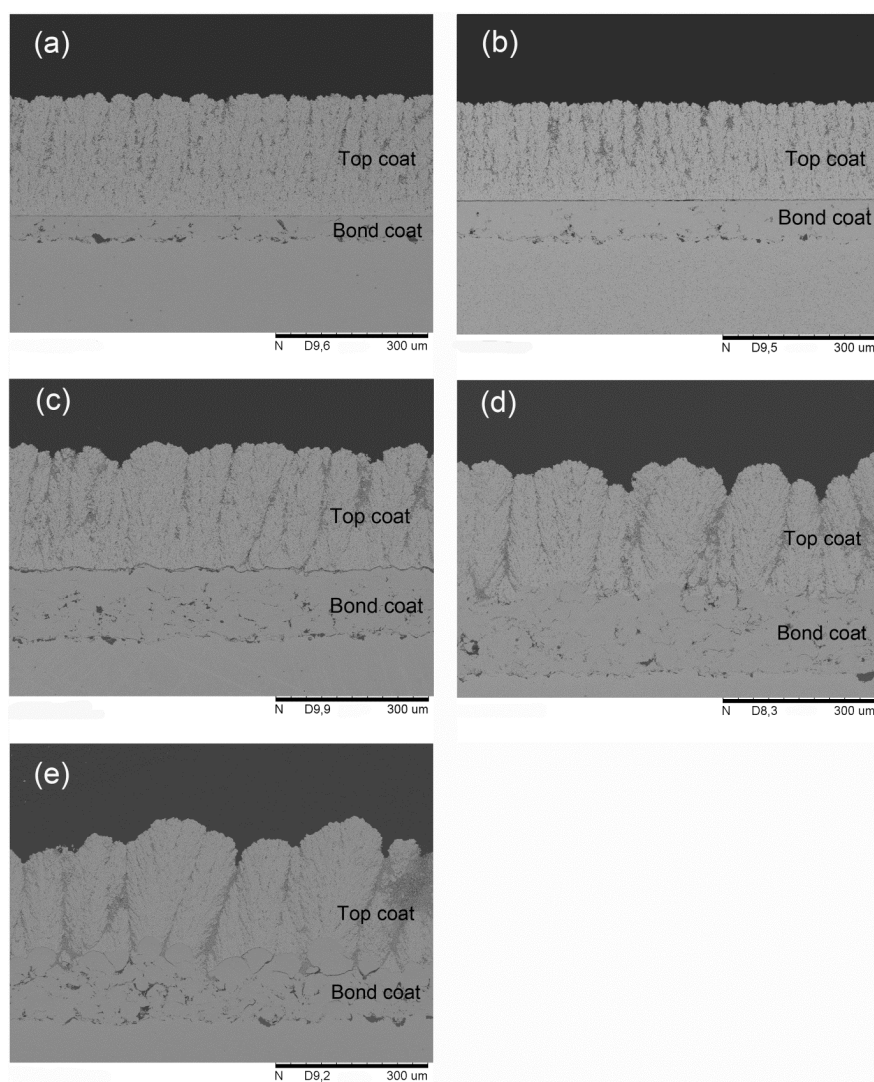 (a)
Top coat
Bond coat
N D9,6 300 um
(b)
Top coat
Bond coat
N D9,5 300 um
(c)
Top coat
Bond coat
N D9,9 300 um
(d)
Top coat
Bond coat
N D8,3 300 um
(e)
Top coat
Bond coat
N D9,2 300 um